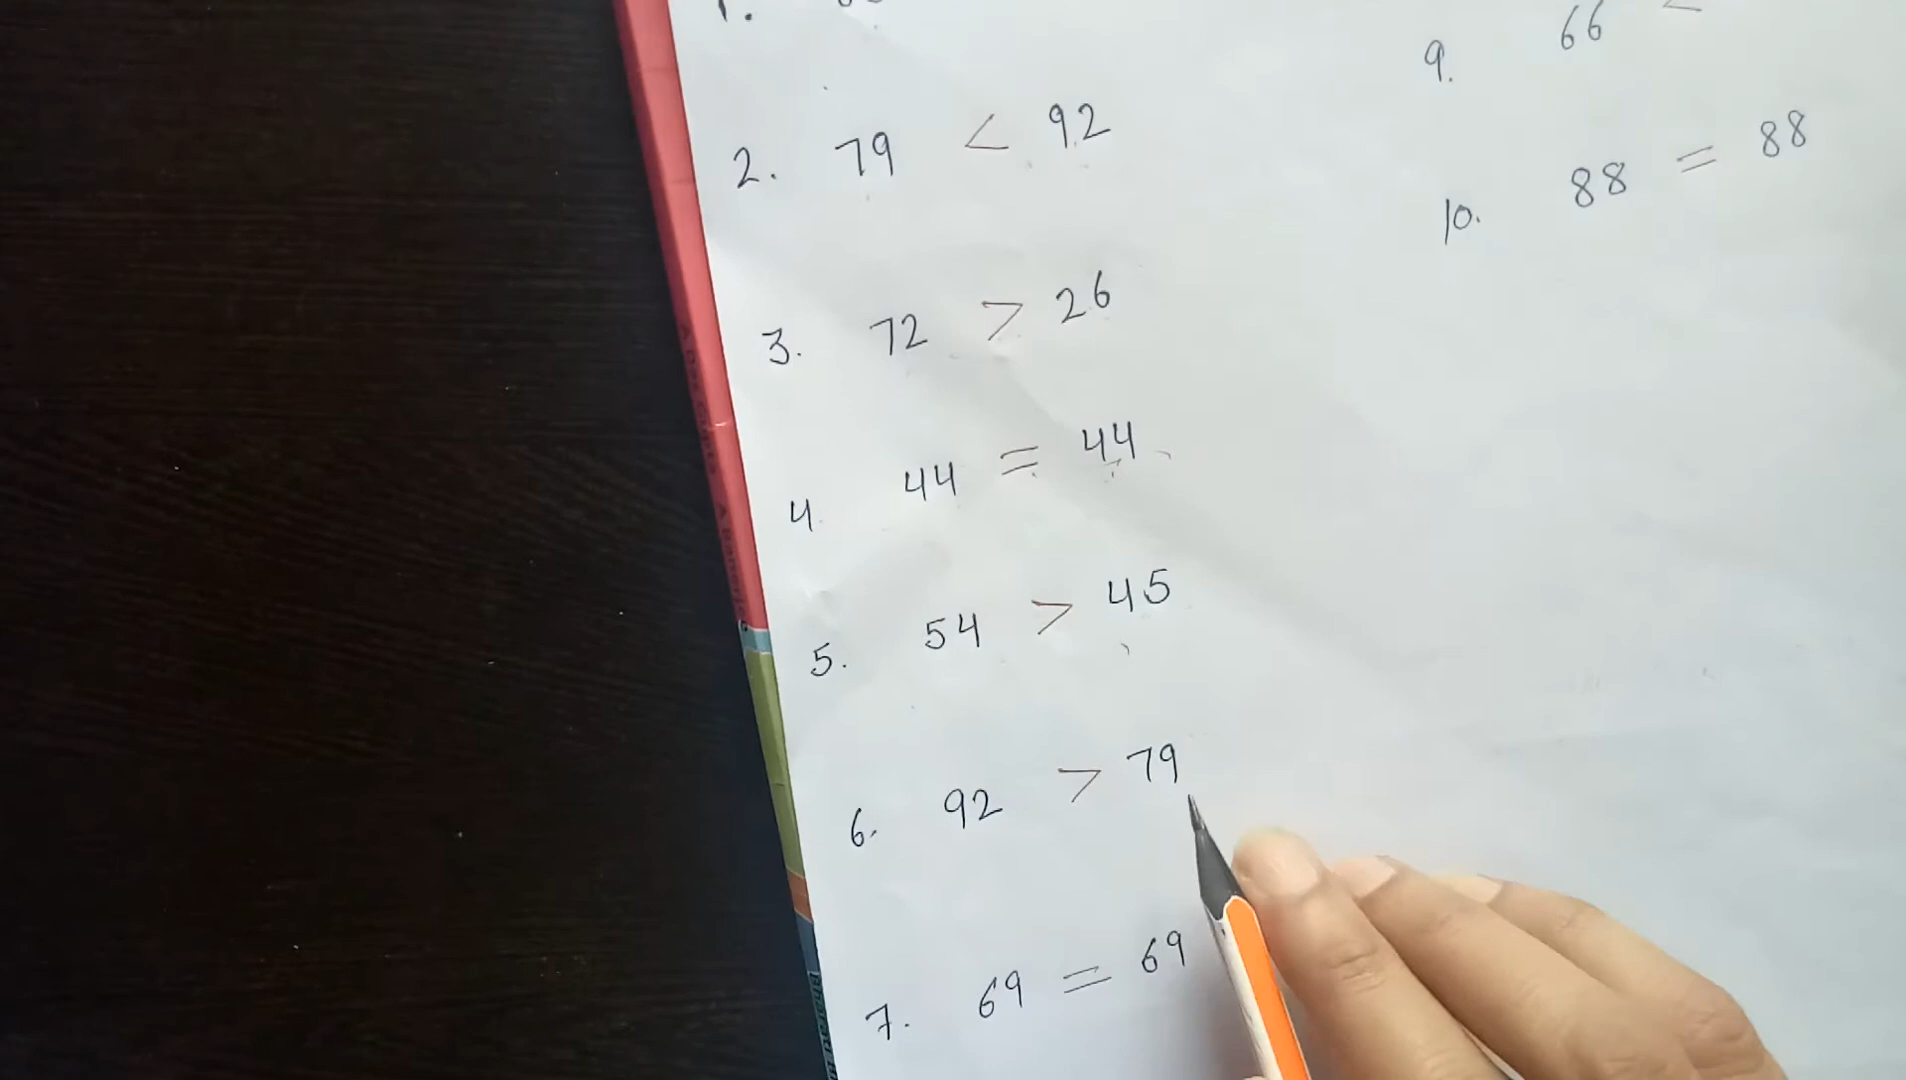 1.
2. 79 < 92
3. 72 > 26
4. 44 = 44
5. 54 > 45
6. 92 > 79
7. 69 = 69
9. 66 <
10. 88 = 88